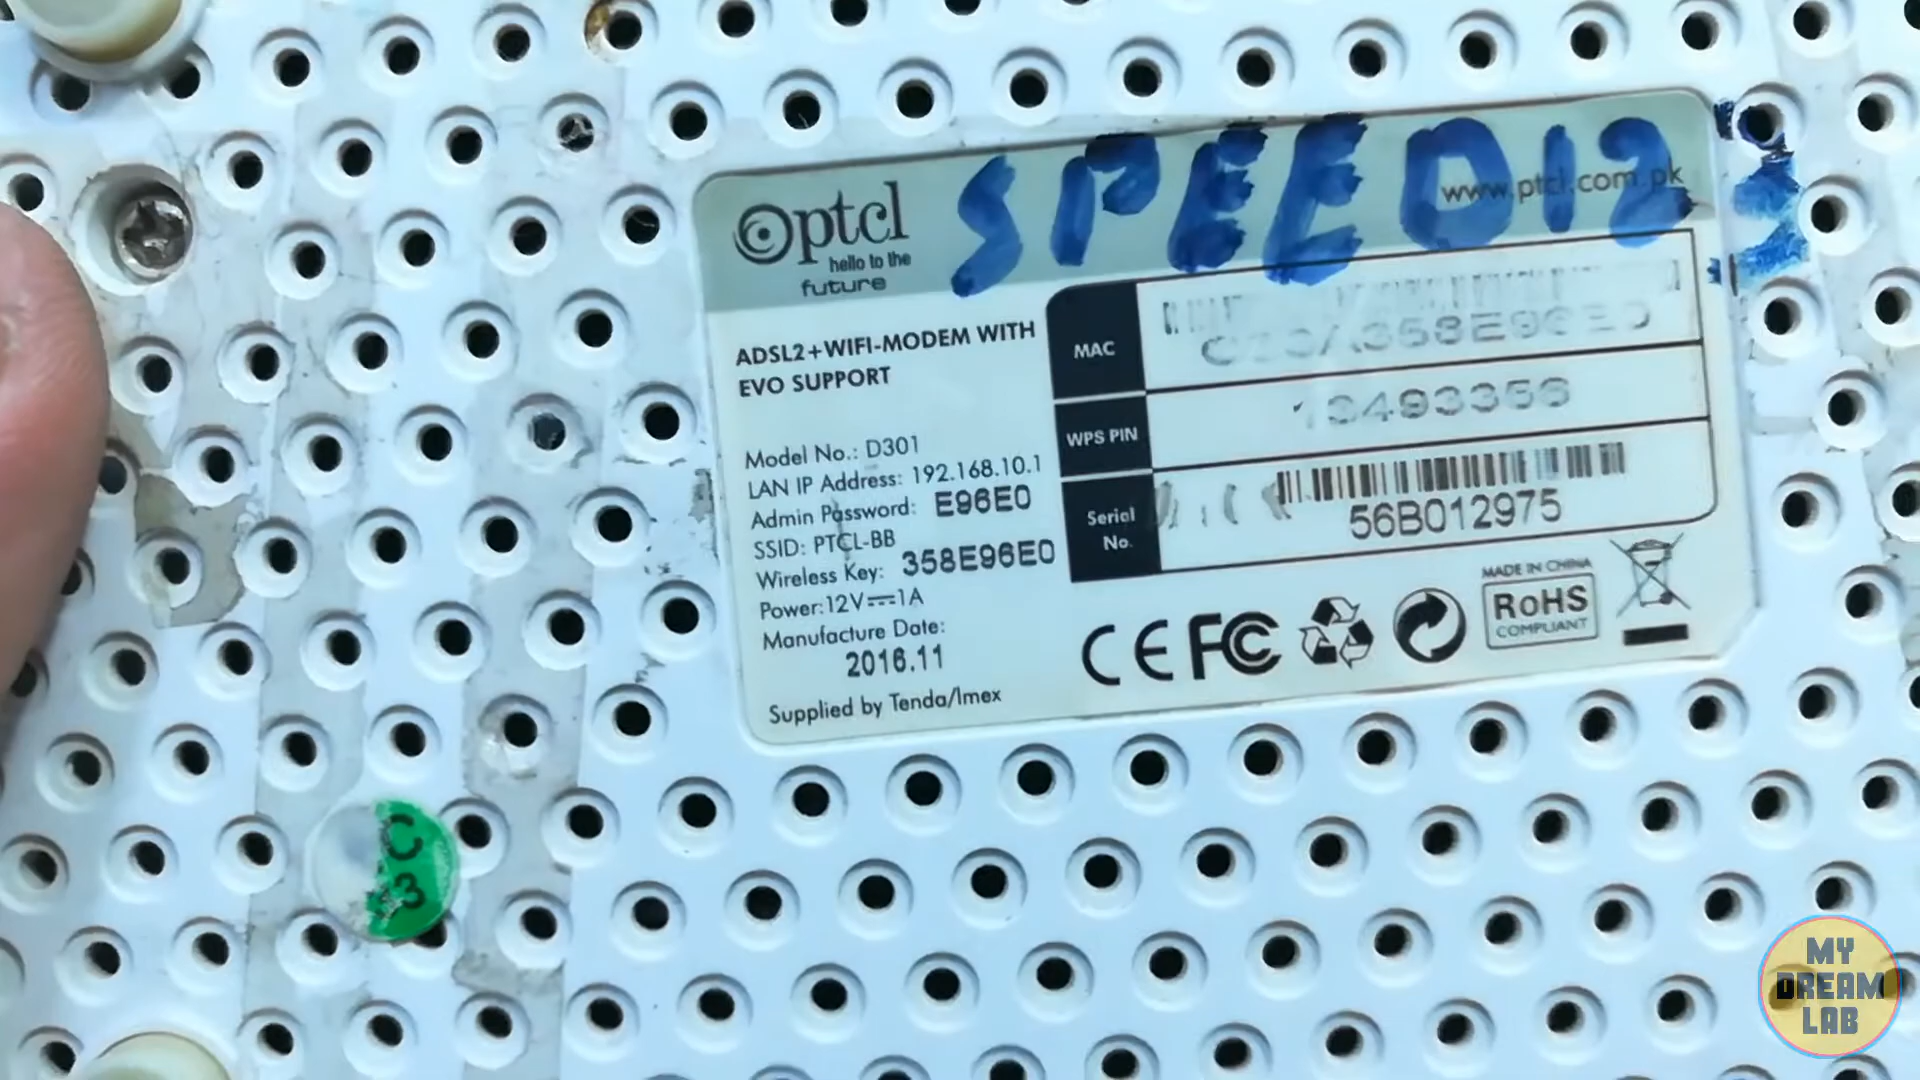 SPEED123
ptcl
hello to the
future
www.ptcl.com.pk
ADSL2+WIFI-MODEM WITH
EVO SUPPORT
Model No.: D301
LAN IP Address: 192.168.10.1
Admin Password: E96E0
SSID: PTCL-BB
Wireless Key: 358E96E0
Power:12V⎓1A
Manufacture Date:
2016.11
Supplied by Tenda/Imex
MAC
WPS PIN
Serial
No.
56B012975
CE FC
MADE IN CHINA
RoHS
COMPLIANT
3C
MY
DREAM
LAB